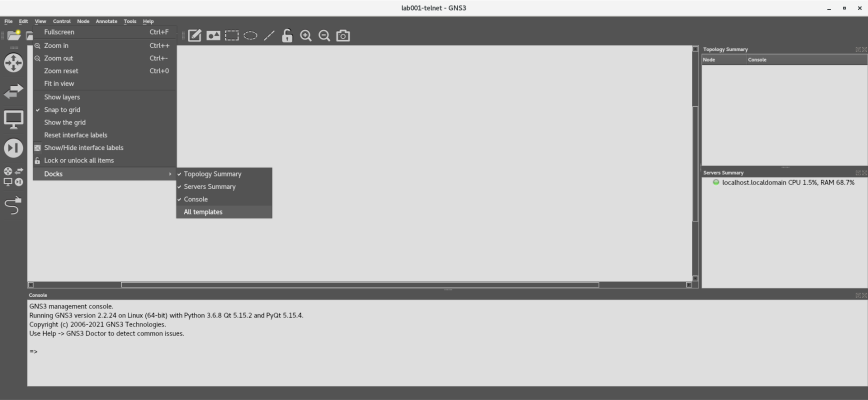 lab001-telnet - GNS3
File Edit View Control Node Annotate Tools Help
Fullscreen Ctrl+F
Zoom in Ctrl++
Zoom out Ctrl+-
Zoom reset Ctrl+0
Fit in view
Show layers
Snap to grid
Show the grid
Reset interface labels
Show/Hide interface labels
Lock or unlock all items
Docks
Topology Summary
Servers Summary
Console
All templates
Topology Summary
Node Console
Servers Summary
localhost.localdomain CPU 1.5%, RAM 68.7%
Console
GNS3 management console.
Running GNS3 version 2.2.24 on Linux (64-bit) with Python 3.6.8 Qt 5.15.2 and PyQt 5.15.4.
Copyright (c) 2006-2021 GNS3 Technologies.
Use Help -> GNS3 Doctor to detect common issues.
=>